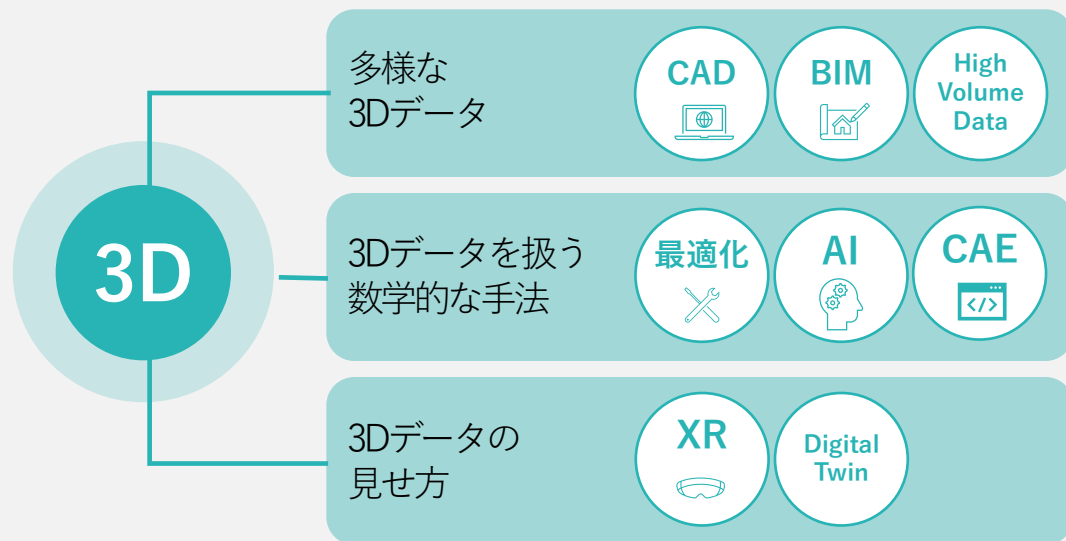 3D
多様な
3Dデータ
CAD
BIM
High
Volume
Data
3Dデータを扱う
数学的な手法
最適化
AI
CAE
</>
3Dデータの
見せ方
XR
Digital
Twin